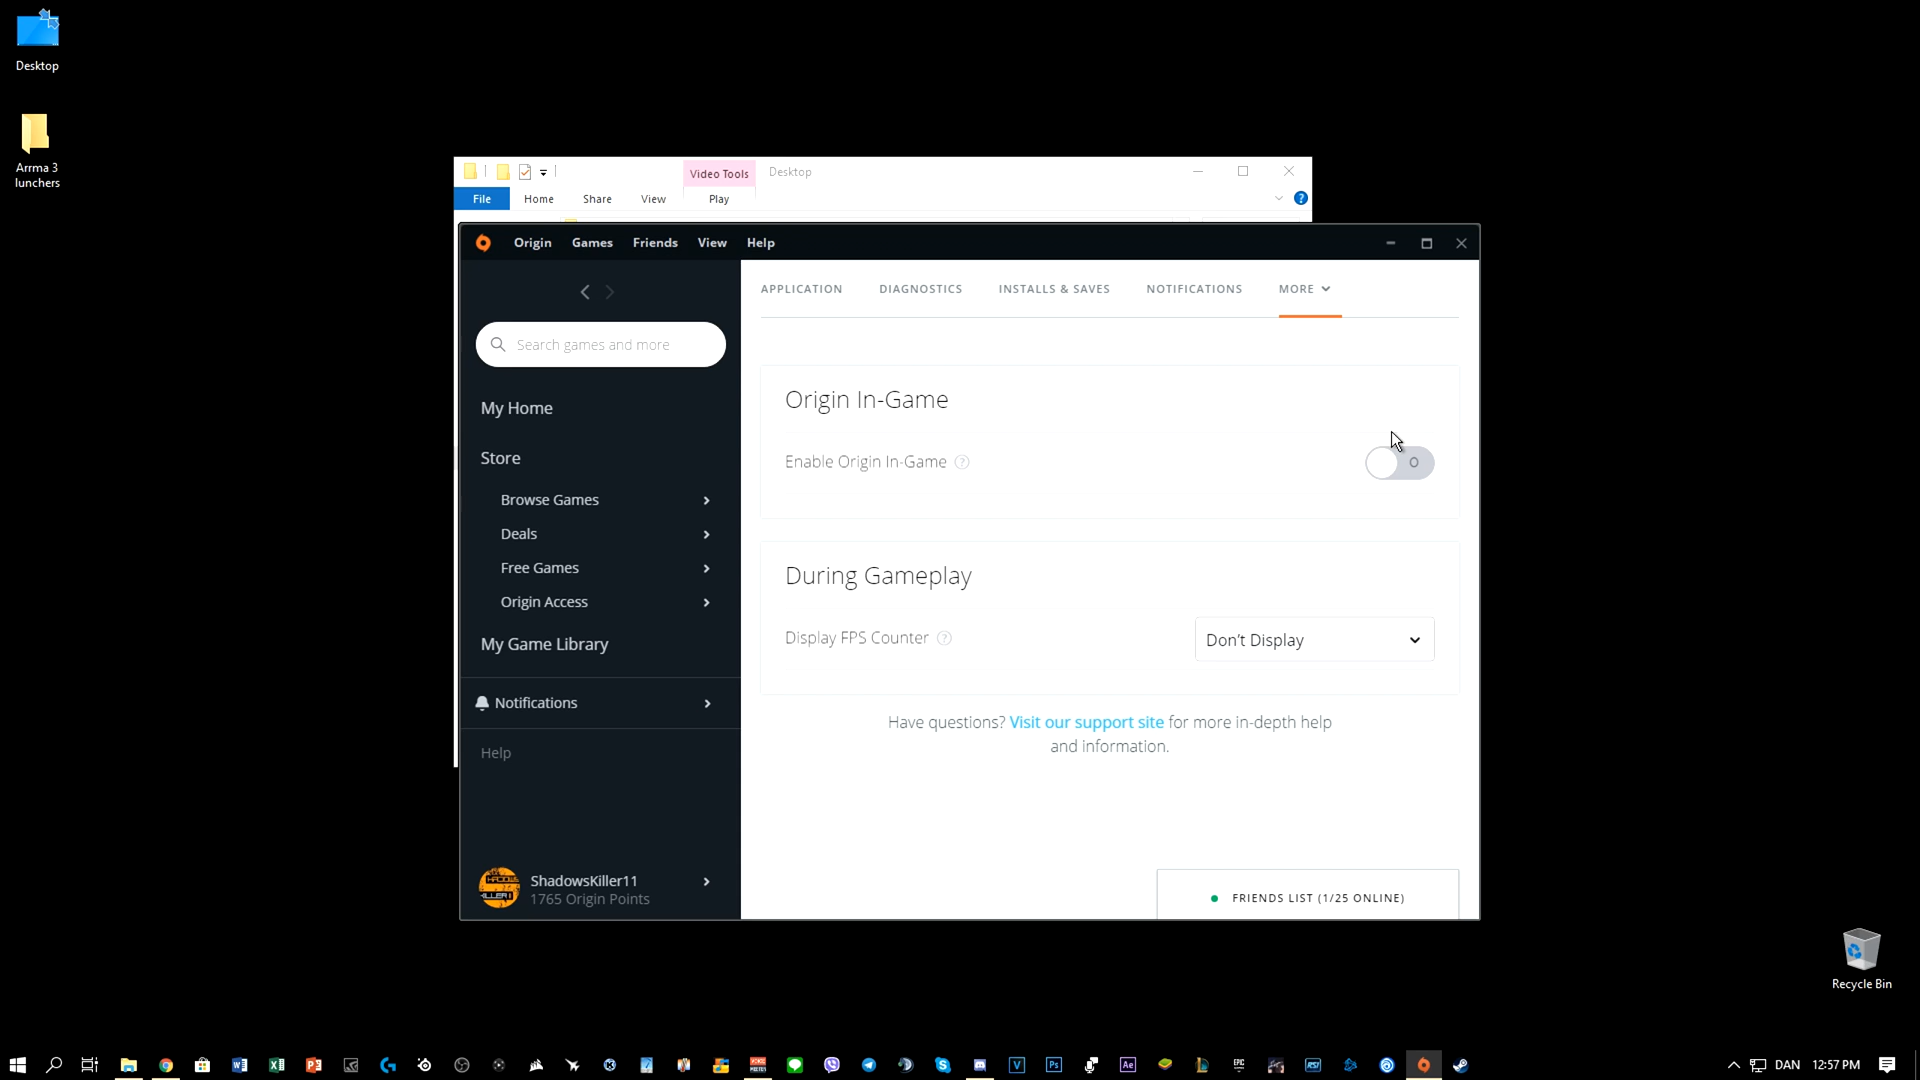 Desktop
Arrma 3
lunchers
Video Tools
Desktop
File
Home
Share
View
Play
Origin
Games
Friends
View
Help
Search games and more
My Home
Store
Browse Games
Deals
Free Games
Origin Access
My Game Library
Notifications
Help
ShadowsKiller11
1765 Origin Points
APPLICATION
DIAGNOSTICS
INSTALLS & SAVES
NOTIFICATIONS
MORE
Origin In-Game
Enable Origin In-Game
During Gameplay
Display FPS Counter
Don't Display
Have questions? Visit our support site for more in-depth help
and information.
FRIENDS LIST (1/25 ONLINE)
Recycle Bin
DAN
12:57 PM